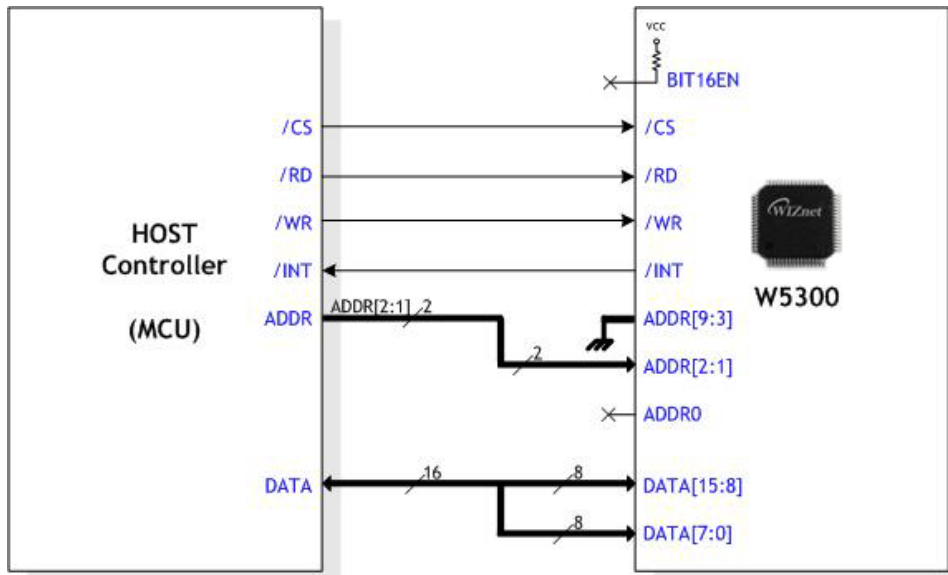 vcc
BIT16EN
/CS
/CS
/RD
/RD
/WR
/WR
HOST
Controller
(MCU)
/INT
/INT
WIZnet
W5300
ADDR
ADDR[2:1]
2
ADDR[9:3]
2
ADDR[2:1]
ADDR0
DATA
16
8
DATA[15:8]
8
DATA[7:0]